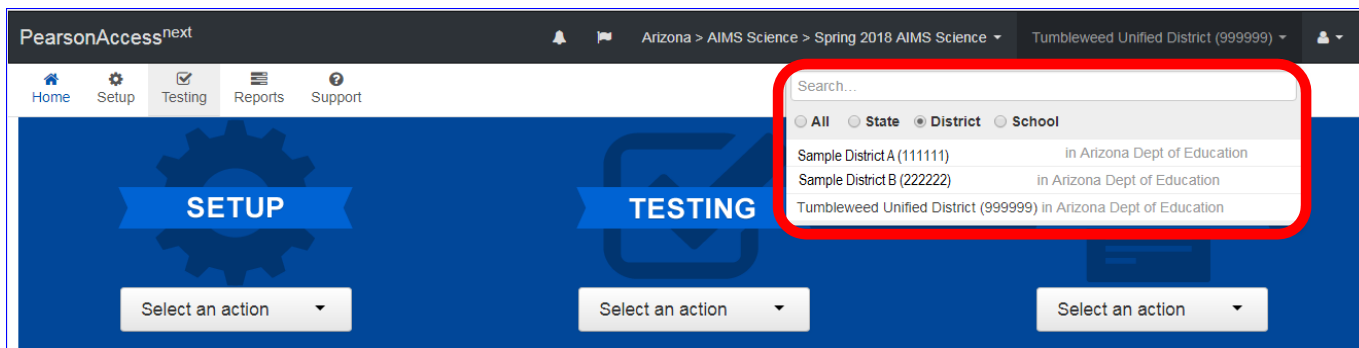 PearsonAccessnext Arizona > AIMS Science > Spring 2018 AIMS Science Tumbleweed Unified District (999999)
Home Setup Testing Reports Support
Search...
All State District School
Sample District A (111111) in Arizona Dept of Education
Sample District B (222222) in Arizona Dept of Education
Tumbleweed Unified District (999999) in Arizona Dept of Education
SETUP TESTING
Select an action Select an action Select an action